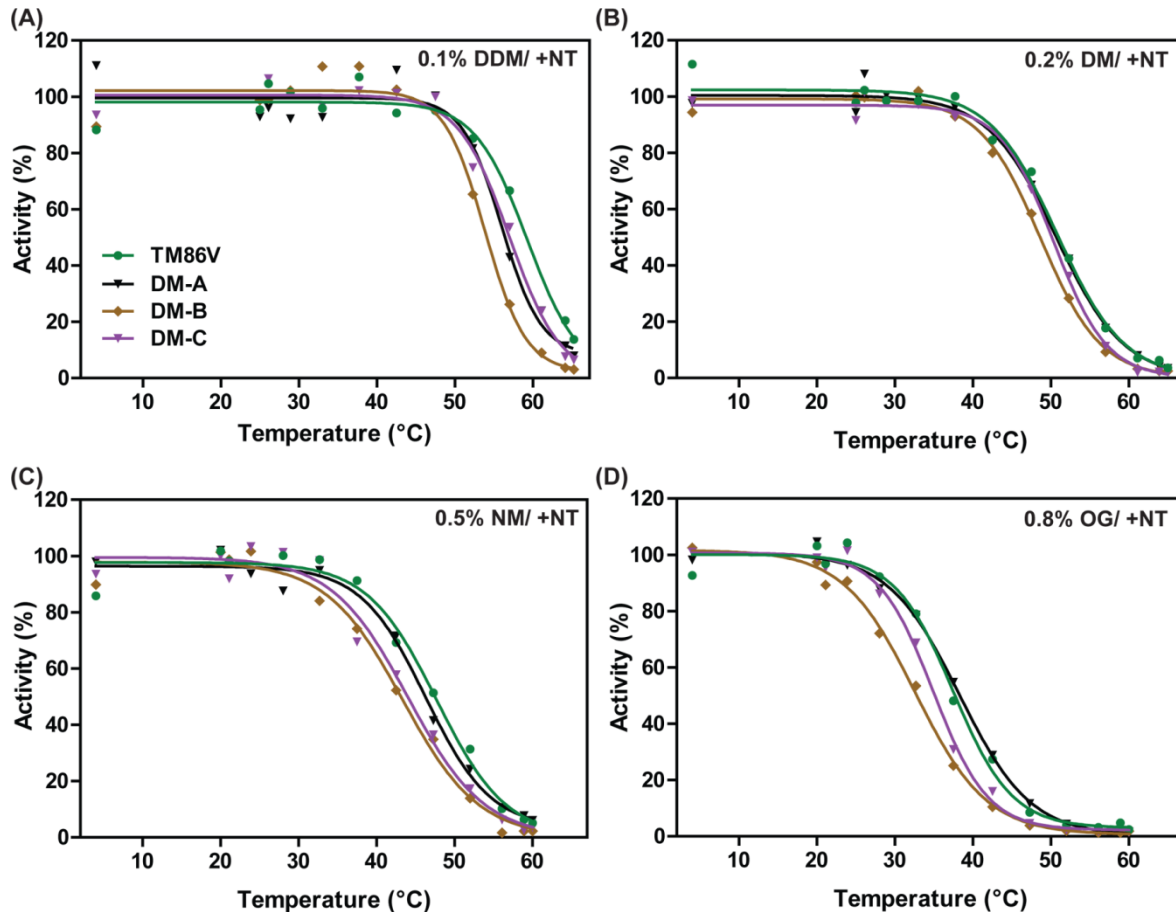 (A)
0.1% DDM/ +NT
Activity (%)
120
100
80
60
40
20
0
TM86V
DM-A
DM-B
DM-C
10 20 30 40 50 60
Temperature (°C)
(B)
0.2% DM/ +NT
Activity (%)
120
100
80
60
40
20
0
10 20 30 40 50 60
Temperature (°C)
(C)
0.5% NM/ +NT
Activity (%)
120
100
80
60
40
20
0
10 20 30 40 50 60
Temperature (°C)
(D)
0.8% OG/ +NT
Activity (%)
120
100
80
60
40
20
0
10 20 30 40 50 60
Temperature (°C)